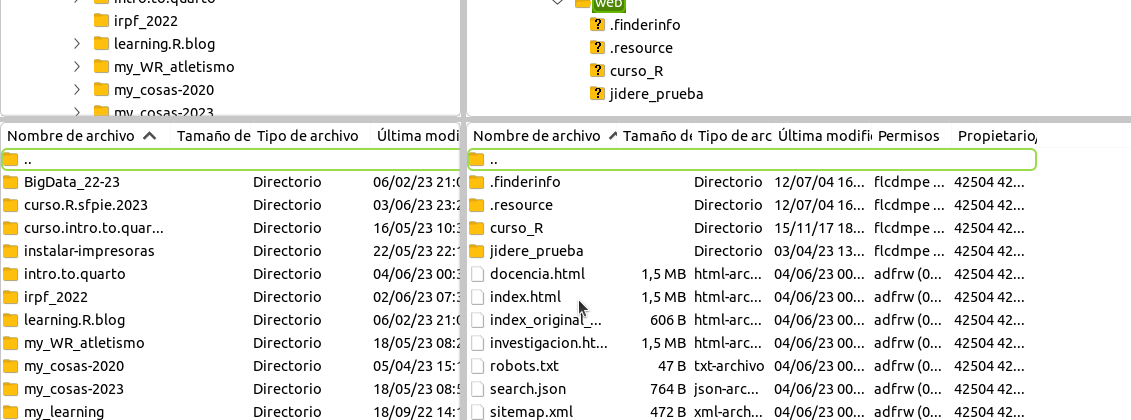 intro.to.quarto
irpf_2022
learning.R.blog
my_WR_atletismo
my_cosas-2020
my_cosas-2023
web
.finderinfo
.resource
curso_R
jidere_prueba
Nombre de archivo Tamaño de Tipo de archivo Última modi
..
BigData_22-23 Directorio 06/02/23 21:0
curso.R.sfpie.2023 Directorio 03/06/23 23:2
curso.intro.to.quar... Directorio 16/05/23 10:3
instalar-impresoras Directorio 22/05/23 22:1
intro.to.quarto Directorio 04/06/23 00:3
irpf_2022 Directorio 02/06/23 07:3
learning.R.blog Directorio 06/02/23 21:0
my_WR_atletismo Directorio 18/05/23 08:2
my_cosas-2020 Directorio 05/04/23 15:1
my_cosas-2023 Directorio 18/05/23 08:5
my_learning Directorio 18/09/22 14:1
Nombre de archivo Tamaño de Tipo de arc Última modifi Permisos Propietario/
..
.finderinfo Directorio 12/07/04 16... flcdmpe ... 42504 42...
.resource Directorio 12/07/04 16... flcdmpe ... 42504 42...
curso_R Directorio 15/11/17 18... flcdmpe ... 42504 42...
jidere_prueba Directorio 03/04/23 13... flcdmpe ... 42504 42...
docencia.html 1,5 MB html-arc... 04/06/23 00... adfrw (0... 42504 42...
index.html 1,5 MB html-arc... 04/06/23 00... adfrw (0... 42504 42...
index_original_... 606 B html-arc... 04/06/23 00... adfrw (0... 42504 42...
investigacion.ht... 1,5 MB html-arc... 04/06/23 00... adfrw (0... 42504 42...
robots.txt 47 B txt-archivo 04/06/23 00... adfrw (0... 42504 42...
search.json 764 B json-arc... 04/06/23 00... adfrw (0... 42504 42...
sitemap.xml 472 B xml-arch... 04/06/23 00... adfrw (0... 42504 42...